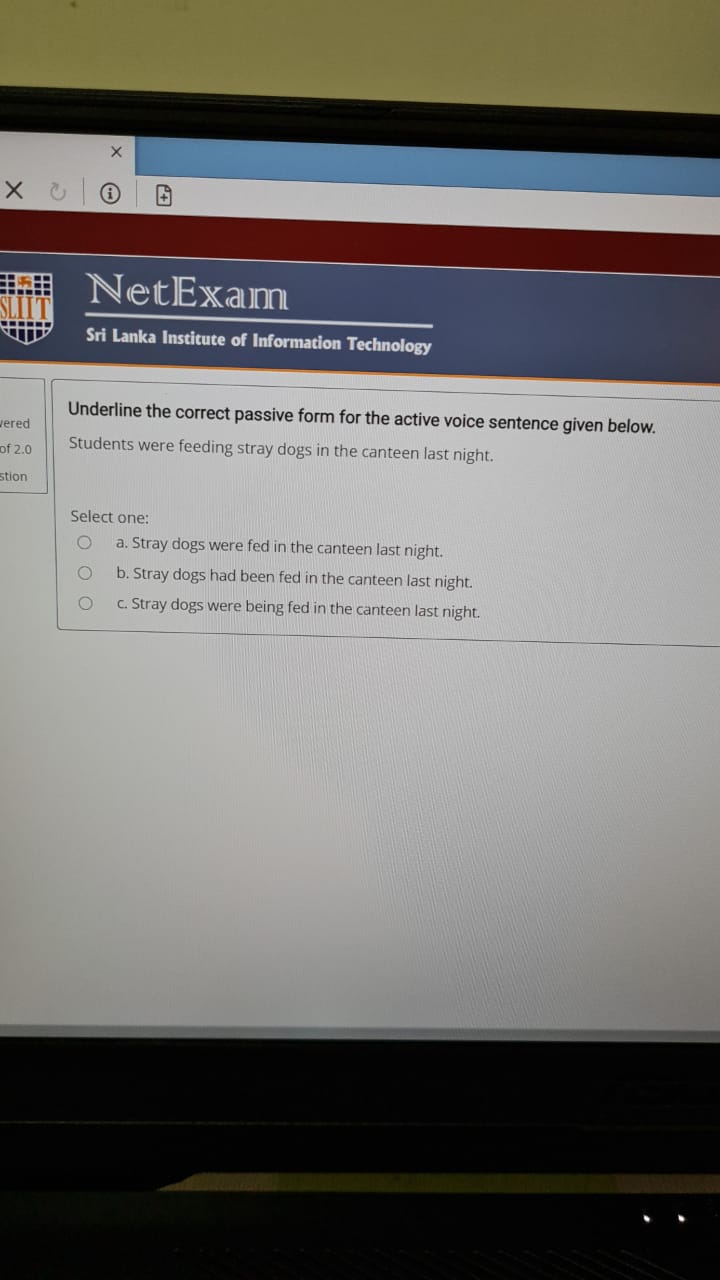 SLIIT
NetExam
Sri Lanka Institute of Information Technology
vered
of 2.0
stion
Underline the correct passive form for the active voice sentence given below.
Students were feeding stray dogs in the canteen last night.
Select one:
a. Stray dogs were fed in the canteen last night.
b. Stray dogs had been fed in the canteen last night.
c. Stray dogs were being fed in the canteen last night.